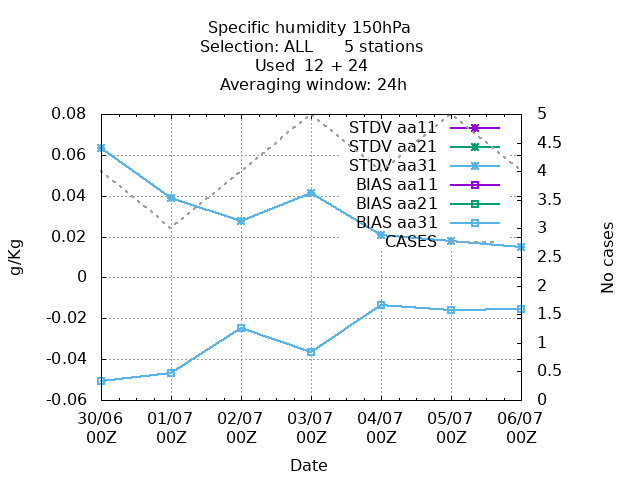 Specific humidity 150hPa
Selection: ALL 5 stations
Used 12 + 24
Averaging window: 24h
0.08
0.06
0.04
0.02
0
-0.02
-0.04
-0.06
g/Kg
STDV aa11
STDV aa21
STDV aa31
BIAS aa11
BIAS aa21
BIAS aa31
CASES
5
4.5
4
3.5
3
2.5
2
1.5
1
0.5
0
No cases
30/06 01/07 02/07 03/07 04/07 05/07 06/07
00Z 00Z 00Z 00Z 00Z 00Z 00Z
Date